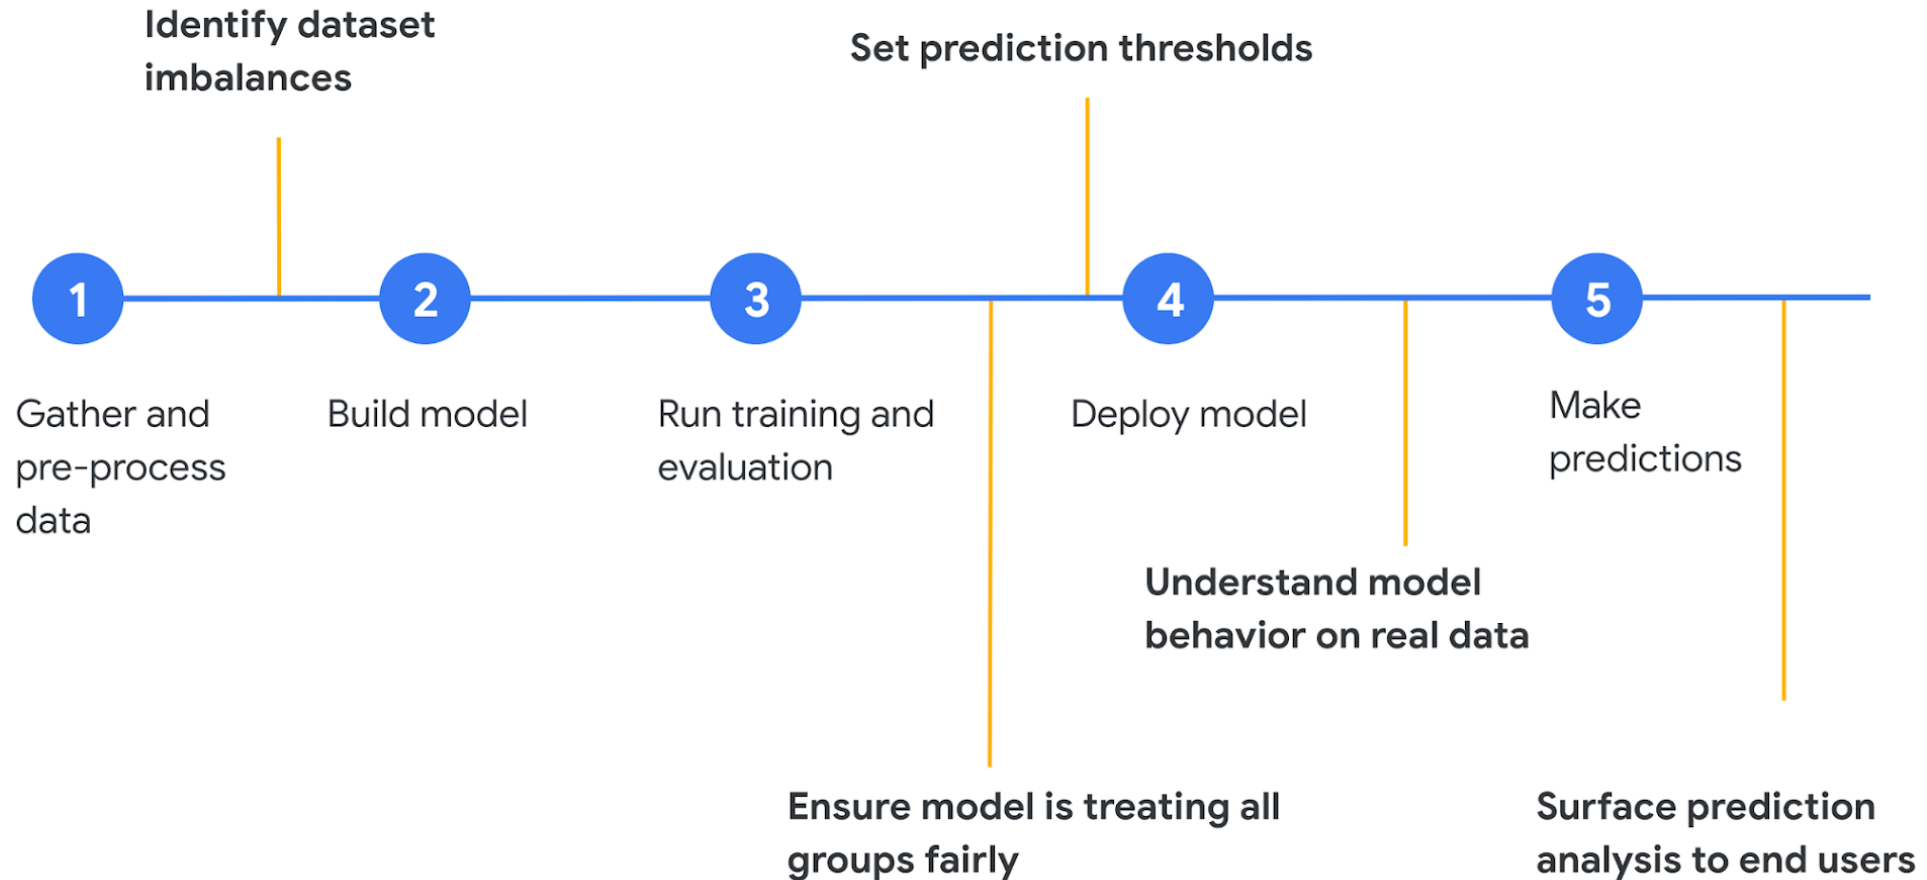 Identify dataset
imbalances
Set prediction thresholds
1
2
3
4
5
Gather and
pre-process
data
Build model
Run training and
evaluation
Deploy model
Make
predictions
Understand model
behavior on real data
Ensure model is treating all
groups fairly
Surface prediction
analysis to end users